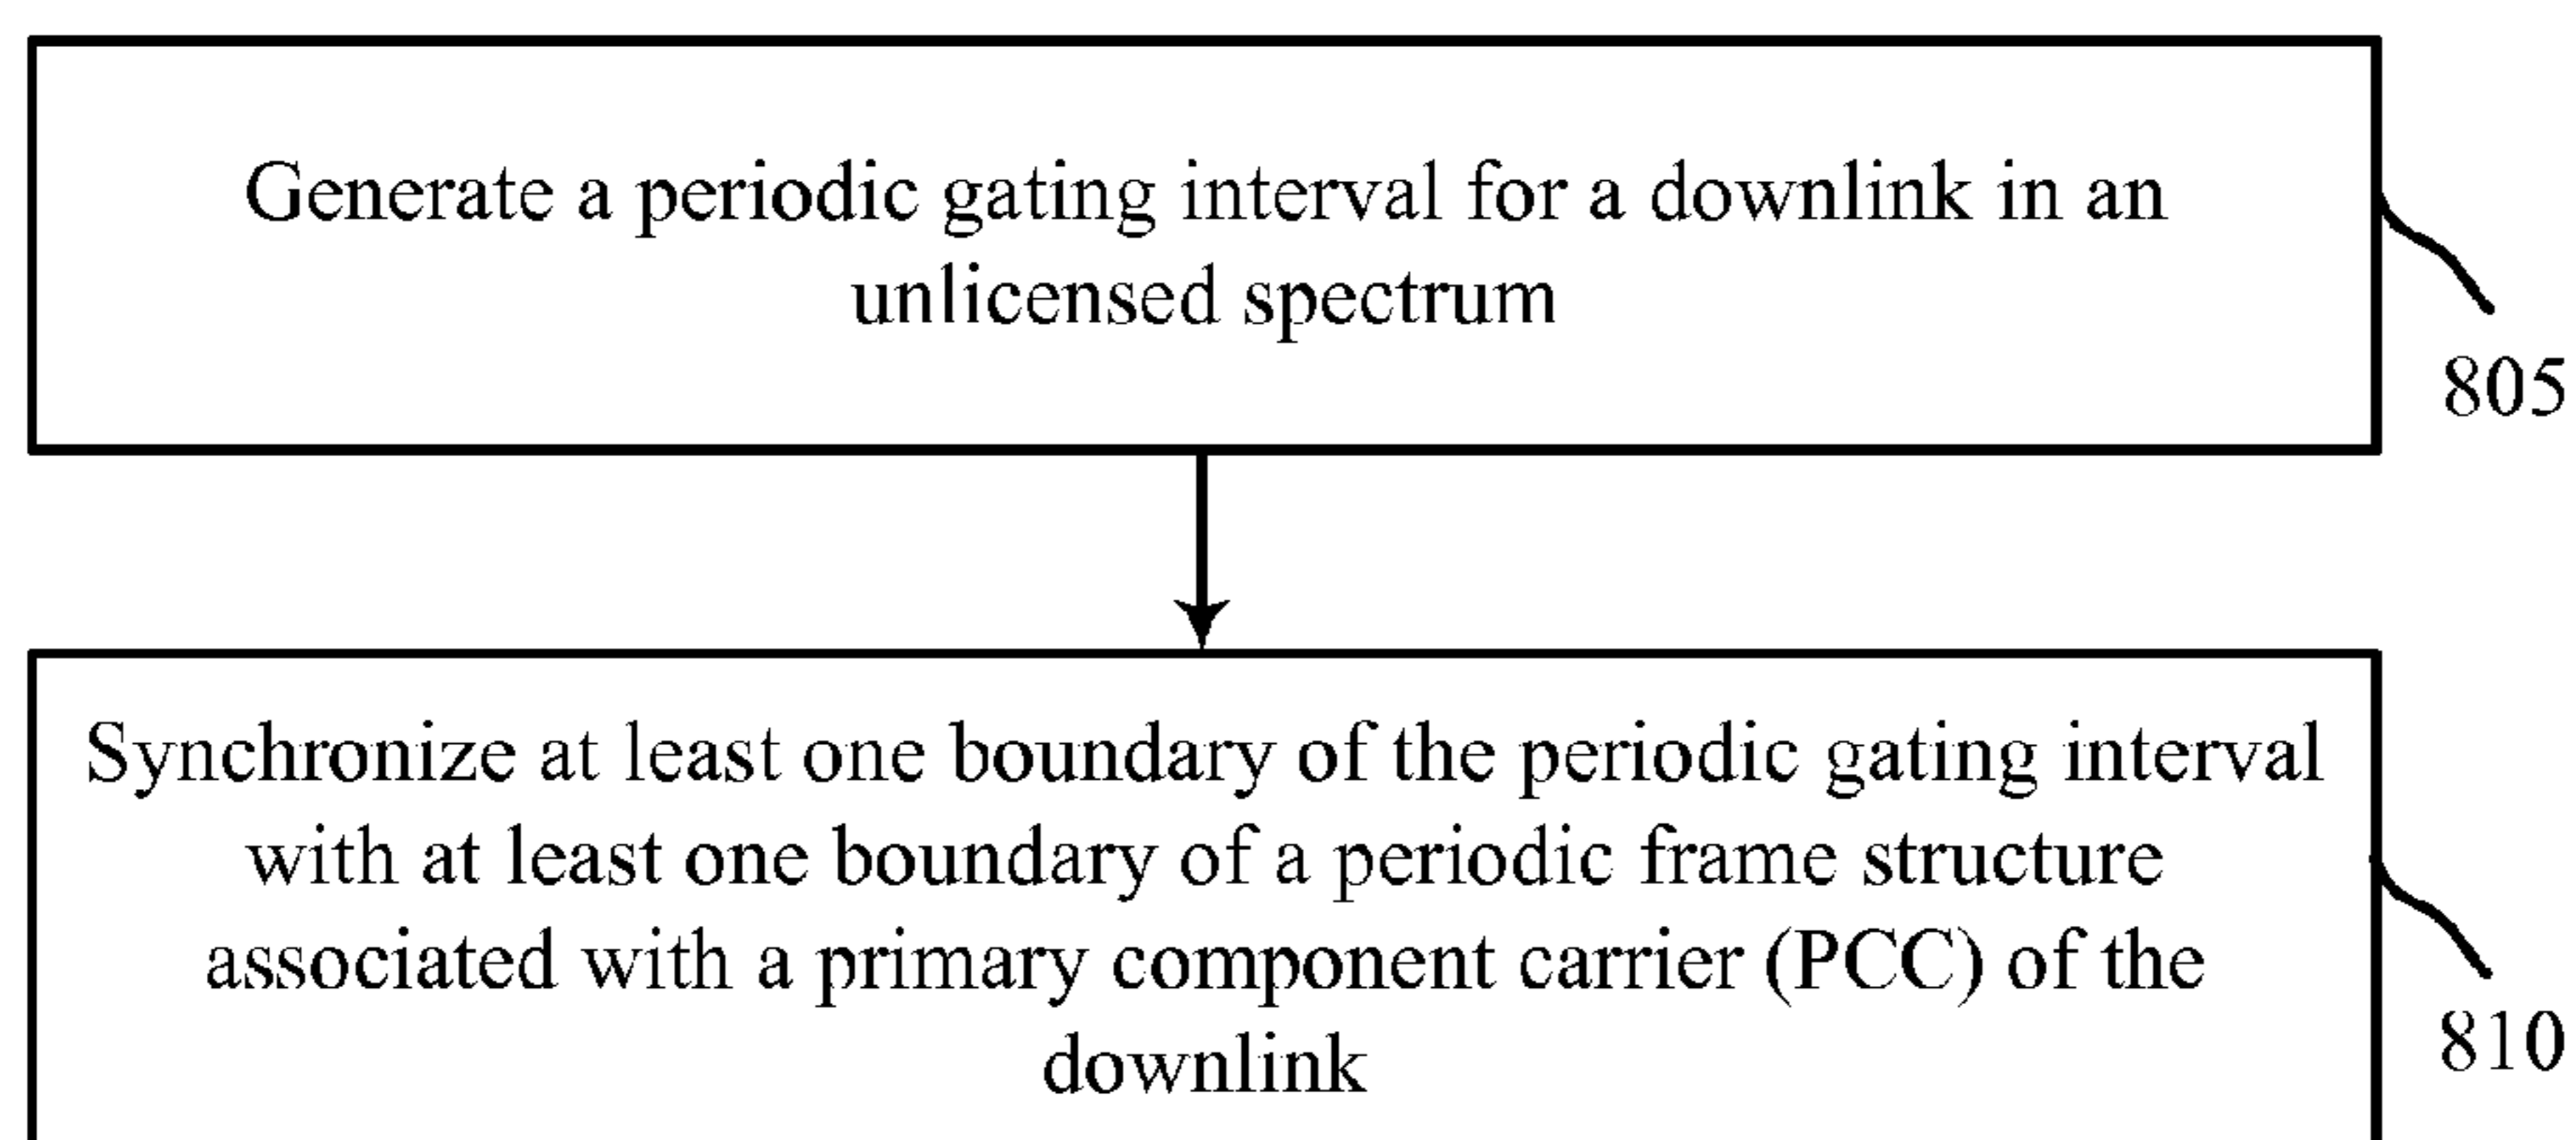 Generate a periodic gating interval for a downlink in an
unlicensed spectrum
805
Synchronize at least one boundary of the periodic gating interval
with at least one boundary of a periodic frame structure
associated with a primary component carrier (PCC) of the
downlink
810